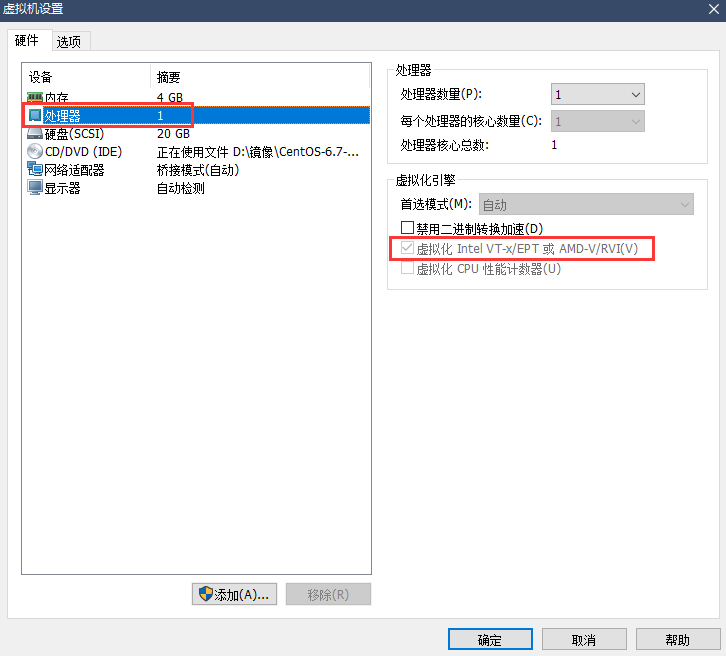 虚拟机设置
硬件 选项
设备 摘要
内存 4 GB
处理器 1
硬盘(SCSI) 20 GB
CD/DVD (IDE) 正在使用文件 D:\镜像\CentOS-6.7-...
网络适配器 桥接模式(自动)
显示器 自动检测
添加(A)... 移除(R)
处理器
处理器数量(P): 1
每个处理器的核心数量(C): 1
处理器核心总数: 1
虚拟化引擎
首选模式(M): 自动
禁用二进制转换加速(D)
虚拟化 Intel VT-x/EPT 或 AMD-V/RVI(V)
虚拟化 CPU 性能计数器(U)
确定 取消 帮助